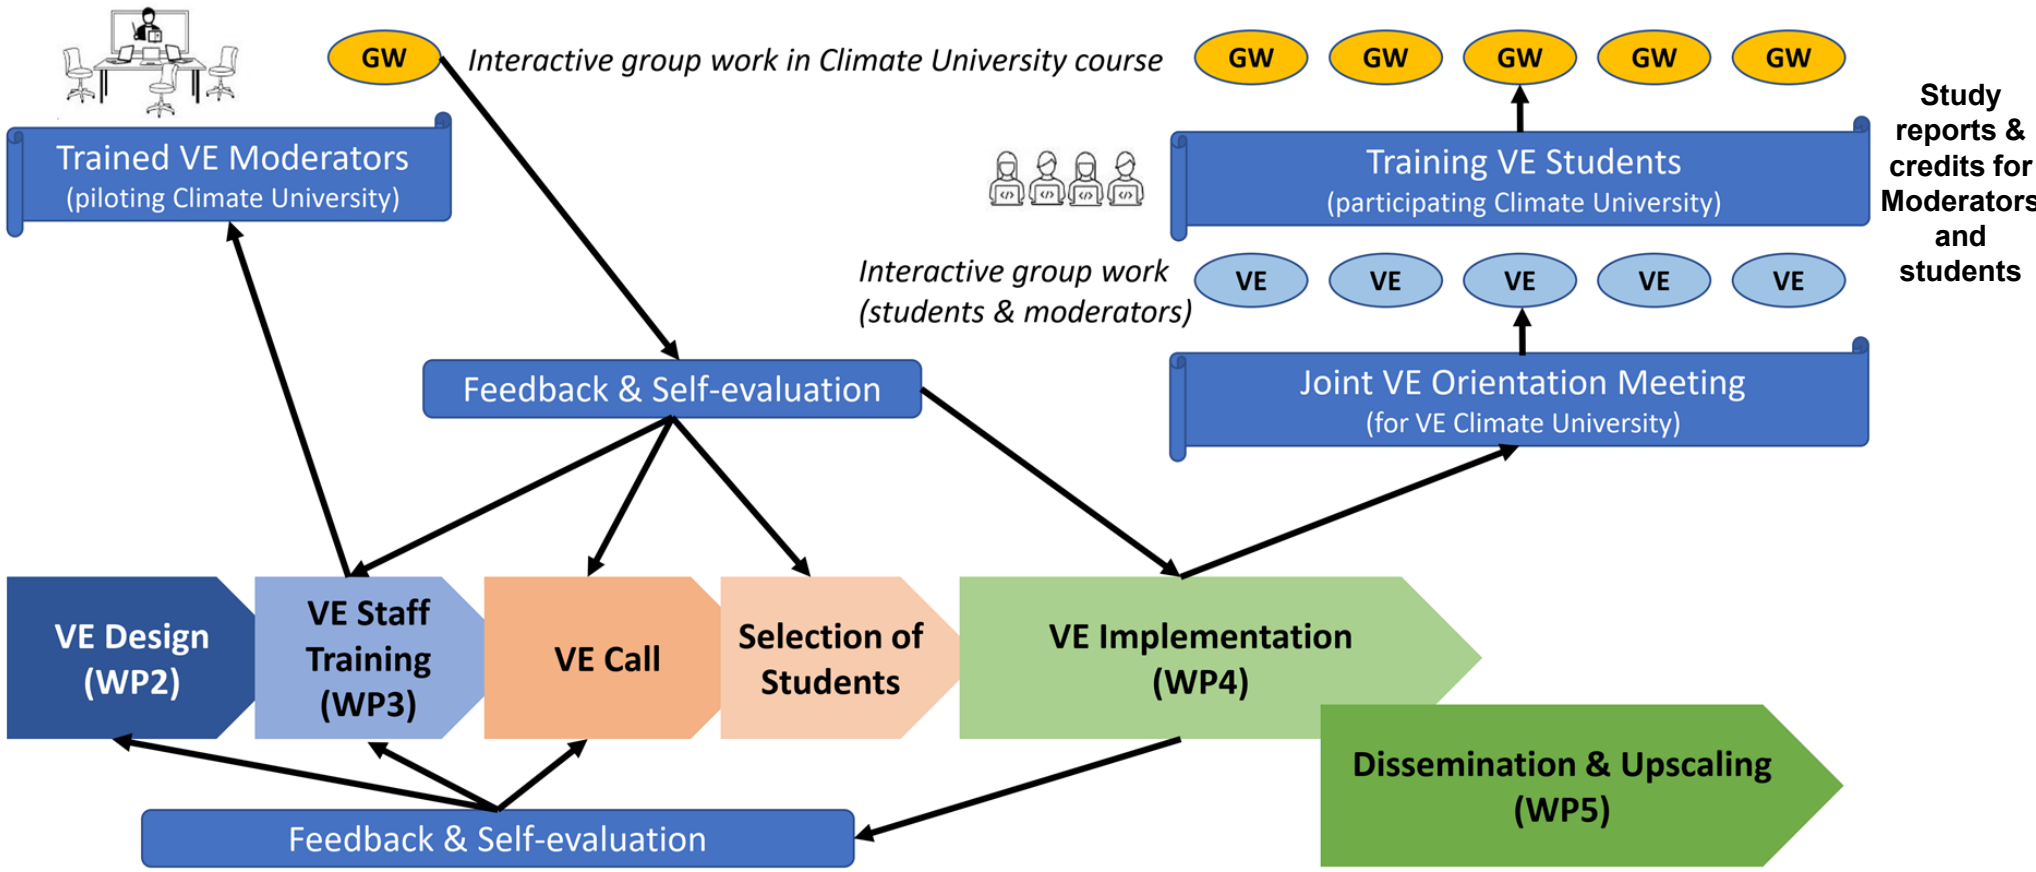 GW
Interactive group work in Climate University course
GW GW GW GW GW
Study
reports &
credits for
Moderators
and
students
Trained VE Moderators
(piloting Climate University)
Training VE Students
(participating Climate University)
Interactive group work
(students & moderators)
VE VE VE VE VE
Feedback & Self-evaluation
Joint VE Orientation Meeting
(for VE Climate University)
VE Design
(WP2)
VE Staff
Training
(WP3)
VE Call
Selection of
Students
VE Implementation
(WP4)
Dissemination & Upscaling
(WP5)
Feedback & Self-evaluation